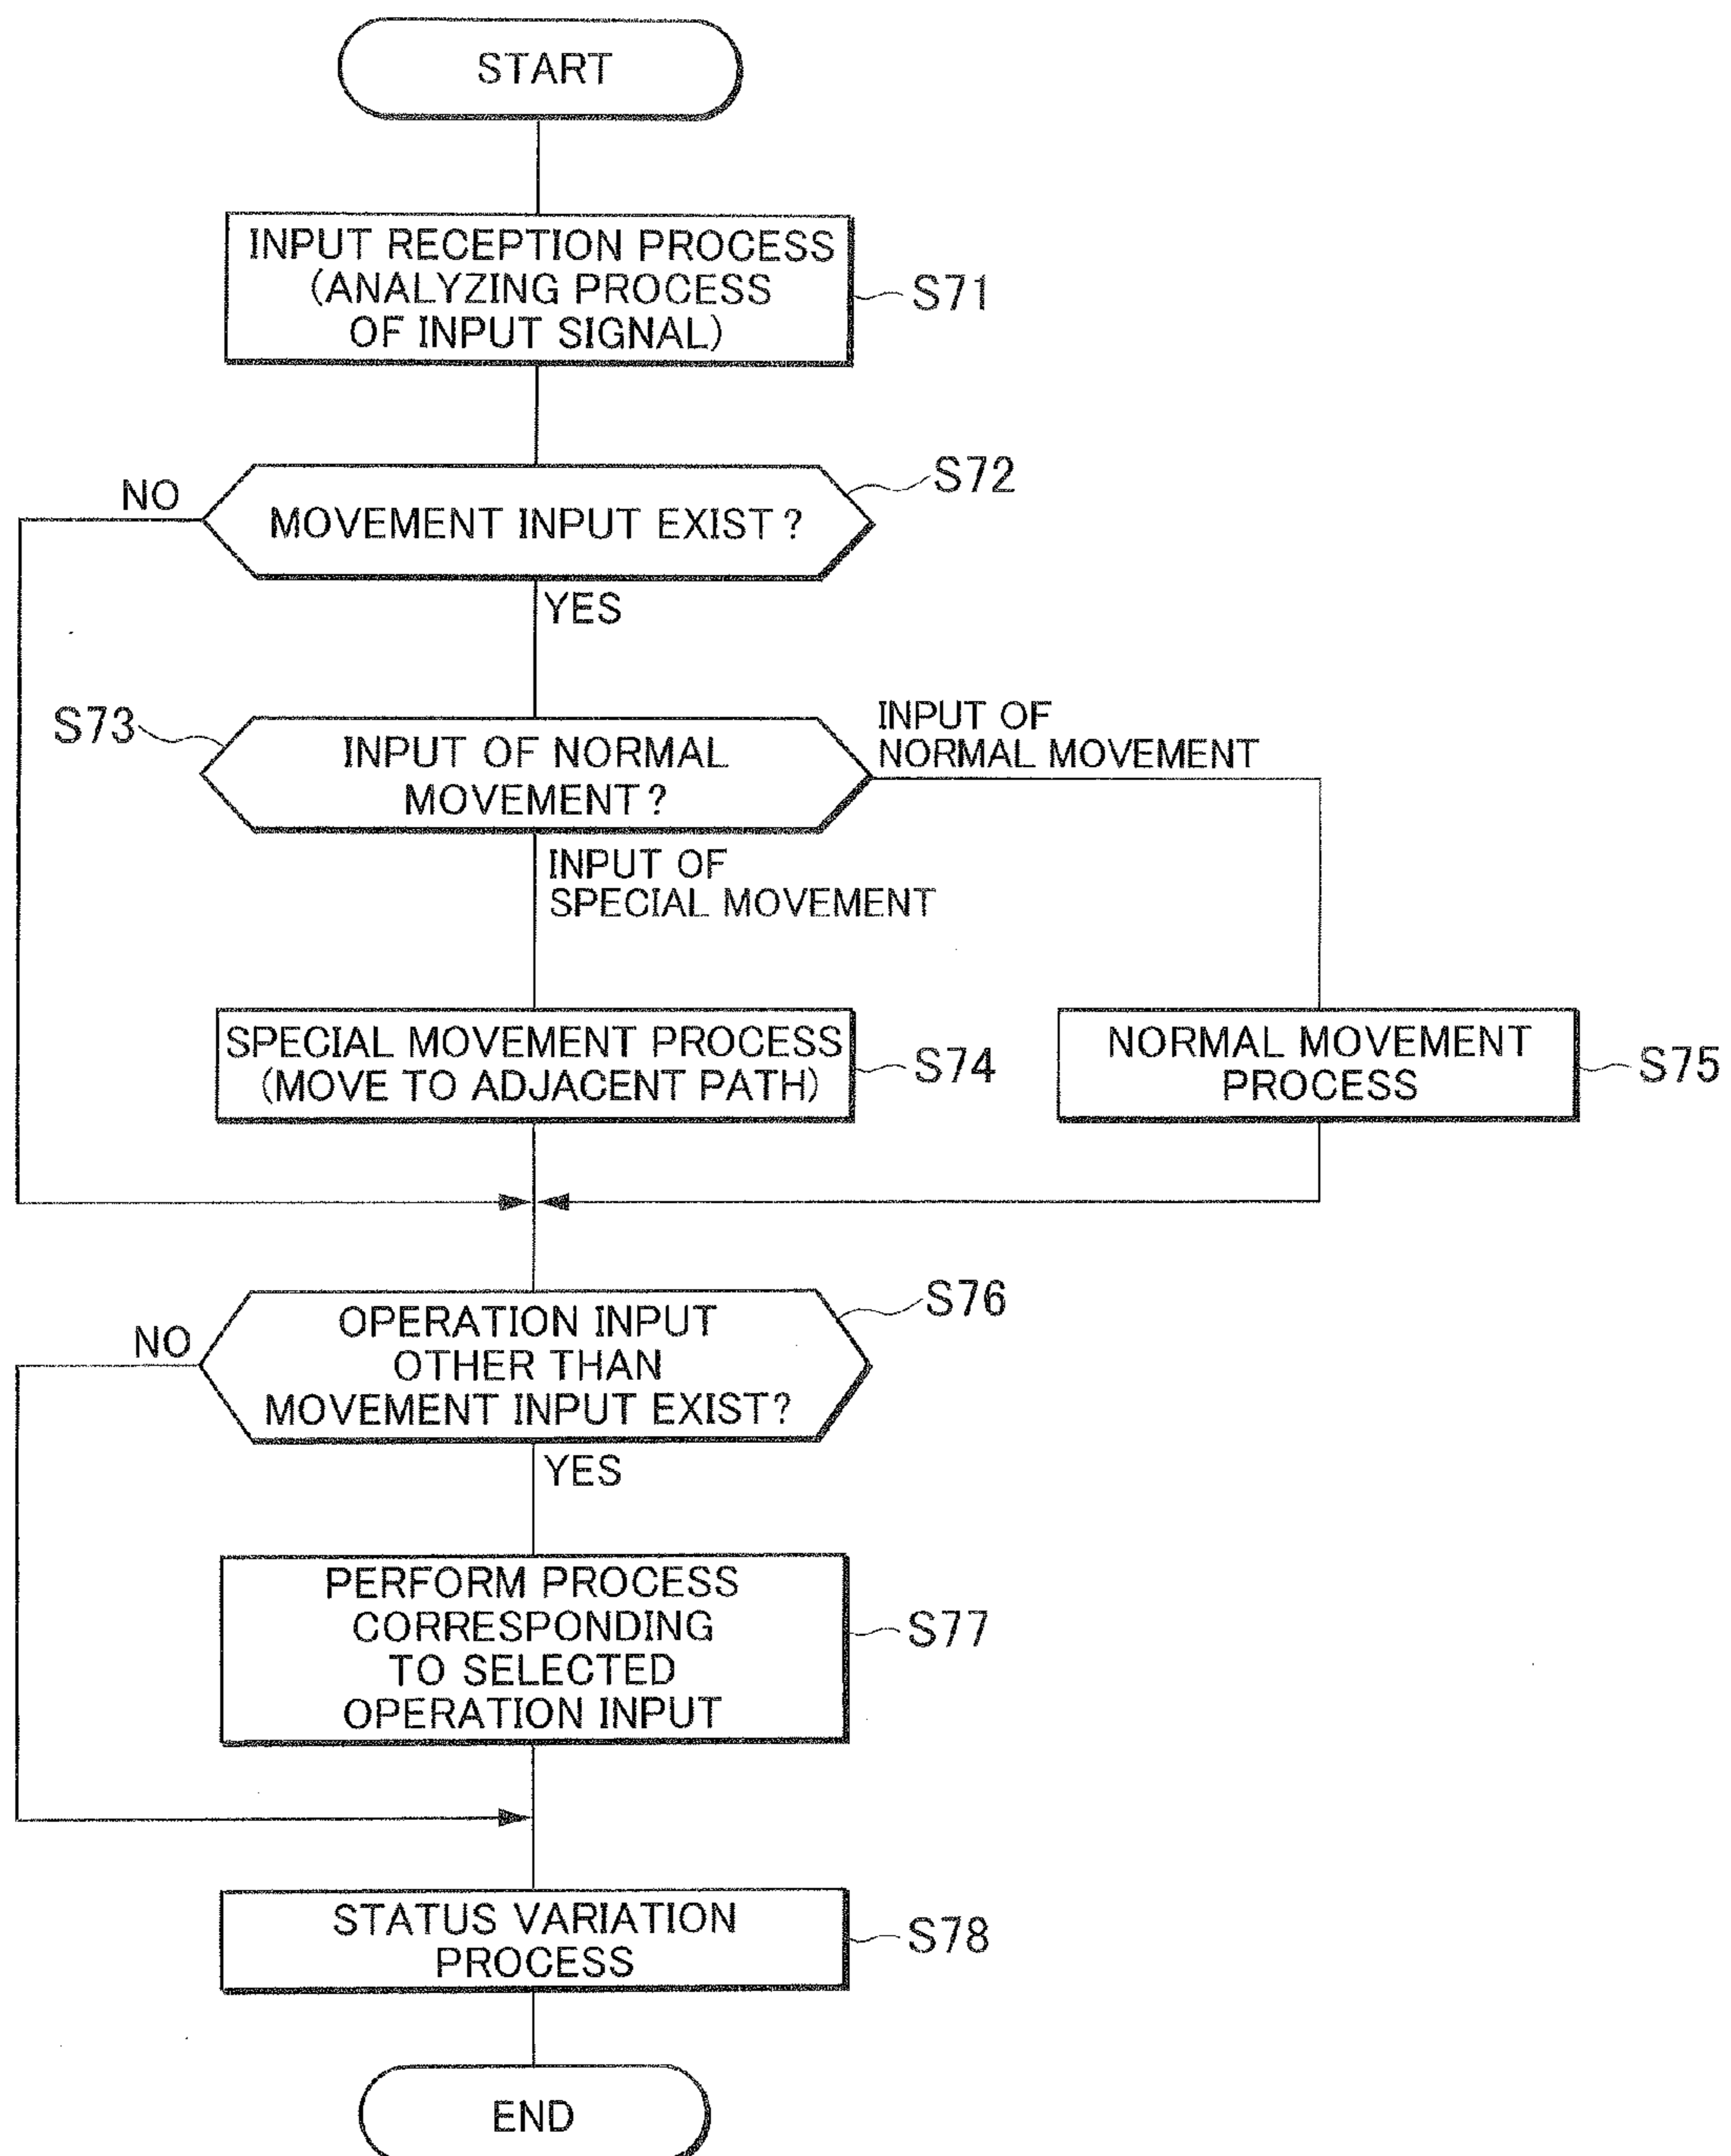 START
INPUT RECEPTION PROCESS
(ANALYZING PROCESS
OF INPUT SIGNAL)
S71
S72
NO
MOVEMENT INPUT EXIST?
YES
S73
INPUT OF NORMAL
MOVEMENT?
INPUT OF
NORMAL MOVEMENT
INPUT OF
SPECIAL MOVEMENT
SPECIAL MOVEMENT PROCESS
(MOVE TO ADJACENT PATH)
S74
NORMAL MOVEMENT
PROCESS
S75
S76
NO
OPERATION INPUT
OTHER THAN
MOVEMENT INPUT EXIST?
YES
PERFORM PROCESS
CORRESPONDING
TO SELECTED
OPERATION INPUT
S77
STATUS VARIATION
PROCESS
S78
END